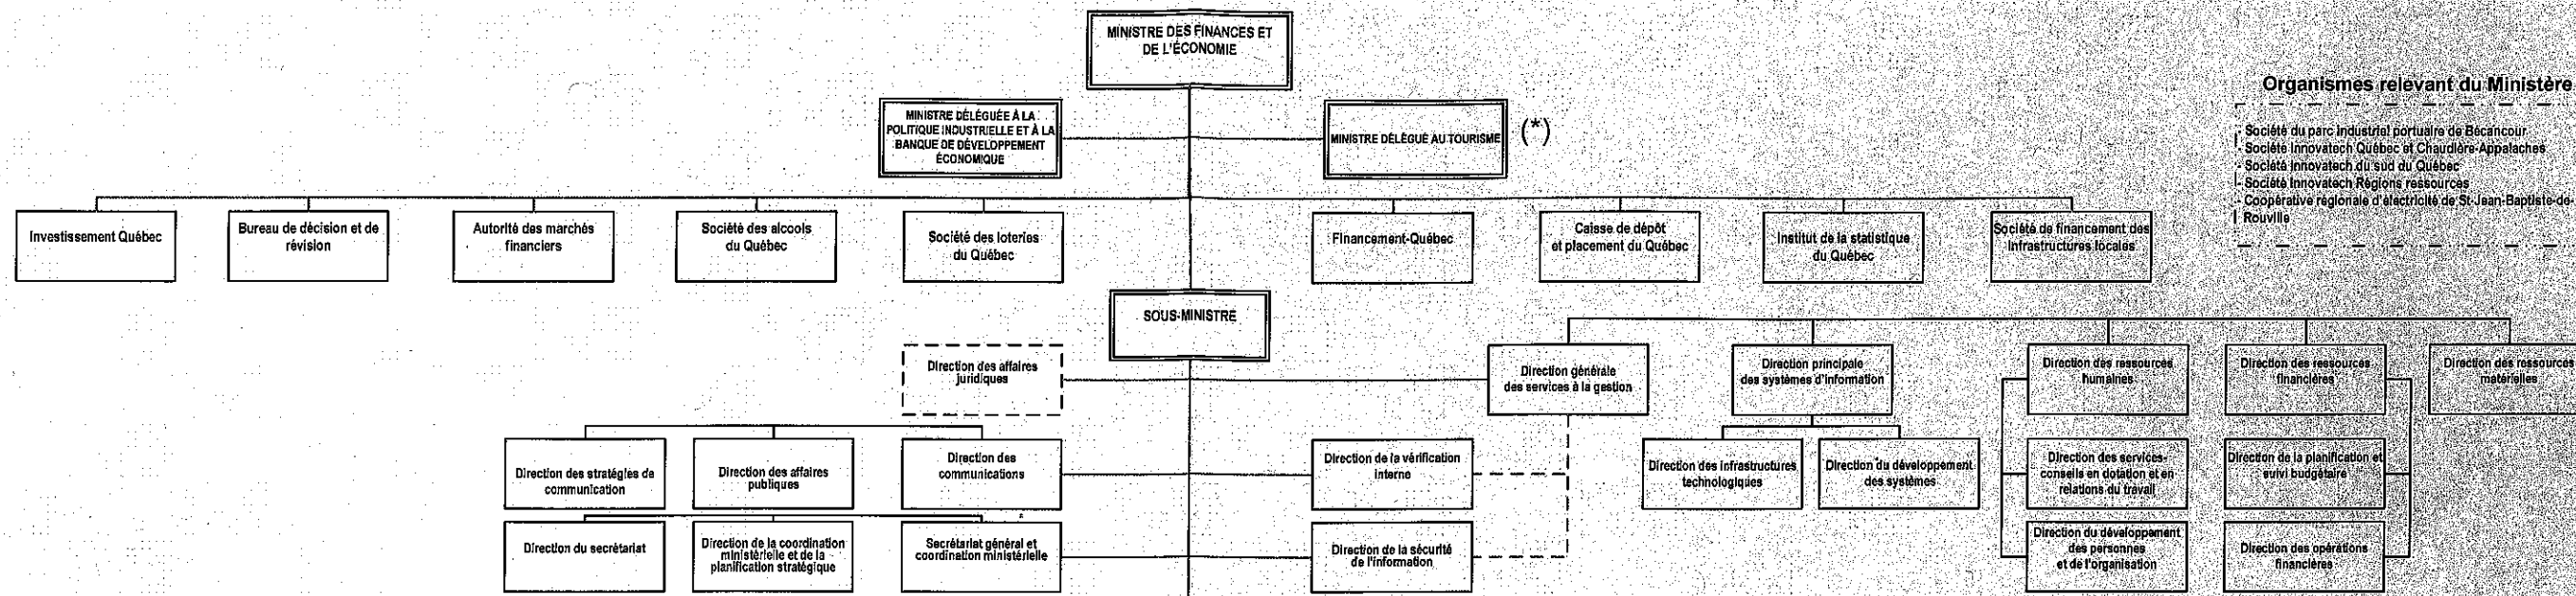 MINISTRE DES FINANCES ET
DE L'ÉCONOMIE
Organismes relevant du Ministère
MINISTRE DÉLÉGUÉE À LA
POLITIQUE INDUSTRIELLE ET À LA
BANQUE DE DÉVELOPPEMENT
ÉCONOMIQUE
MINISTRE DÉLÉGUÉ AU TOURISME
(*)
- Société du parc industriel portuaire de Bécancour
- Société Innovatech Québec et Chaudière-Appalaches
- Société Innovatech du sud du Québec
- Société Innovatech Régions ressources
- Coopérative régionale d'électricité de St-Jean-Baptiste-de-
Rouville
Investissement Québec
Bureau de décision et de
révision
Autorité des marchés
financiers
Société des alcools
du Québec
Société des loteries
du Québec
Financement-Québec
Caisse de dépôt
et placement du Québec
Institut de la statistique
du Québec
Société de financement des
infrastructures locales
SOUS-MINISTRE
Direction des affaires
juridiques
Direction générale
des services à la gestion
Direction principale
des systèmes d'information
Direction des ressources
humaines
Direction des ressources
financières
Direction des ressources
matérielles
Direction des stratégies de
communication
Direction des affaires
publiques
Direction des
communications
Direction de la vérification
interne
Direction des infrastructures
technologiques
Direction du développement
des systèmes
Direction des services-
conseils en dotation et en
relations du travail
Direction de la planification et
suivi budgétaire
Direction du secrétariat
Direction de la coordination
ministérielle et de la
planification stratégique
Secrétariat général et
coordination ministérielle
Direction de la sécurité
de l'information
Direction du développement
des personnes
et de l'organisation
Direction des opérations
financières